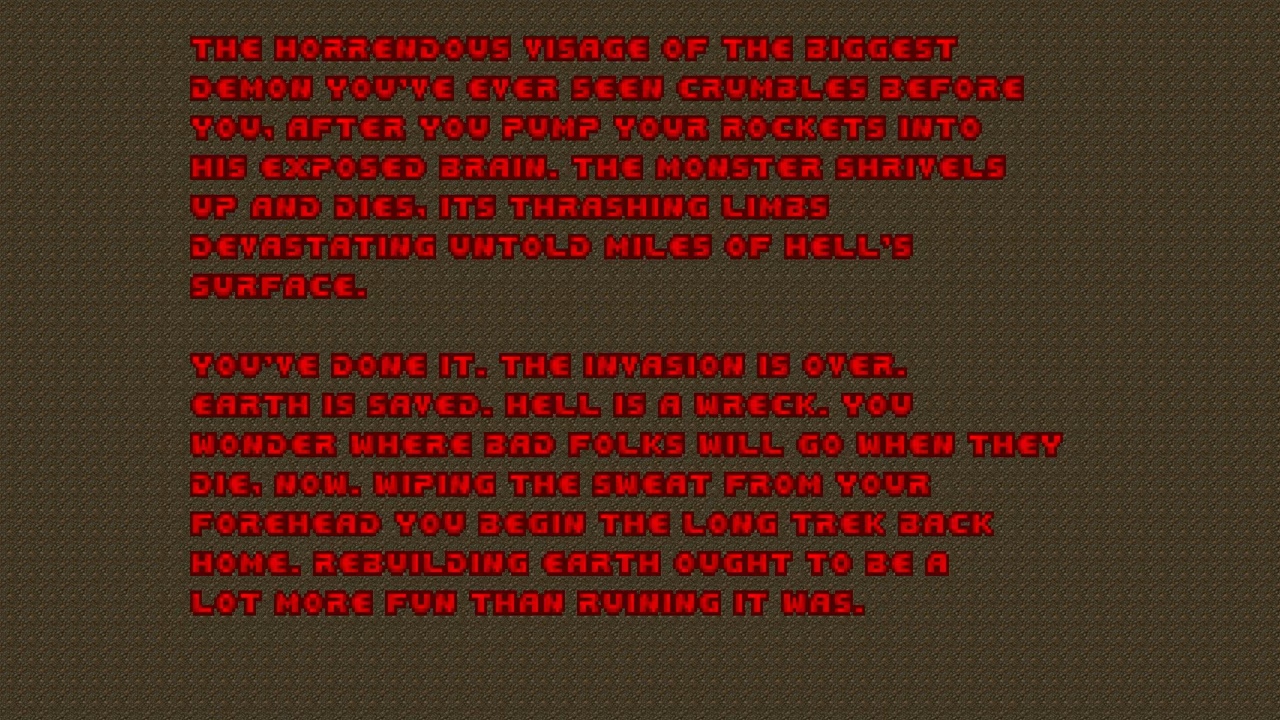 THE HORRENDOUS VISAGE OF THE BIGGEST
DEMON YOU'VE EVER SEEN CRUMBLES BEFORE
YOU, AFTER YOU PUMP YOUR ROCKETS INTO
HIS EXPOSED BRAIN. THE MONSTER SHRIVELS
UP AND DIES, ITS THRASHING LIMBS
DEVASTATING UNTOLD MILES OF HELL'S
SURFACE.
YOU'VE DONE IT. THE INVASION IS OVER.
EARTH IS SAVED. HELL IS A WRECK. YOU
WONDER WHERE BAD FOLKS WILL GO WHEN THEY
DIE, NOW. WIPING THE SWEAT FROM YOUR
FOREHEAD YOU BEGIN THE LONG TREK BACK
HOME. REBUILDING EARTH OUGHT TO BE A
LOT MORE FUN THAN RUINING IT WAS.